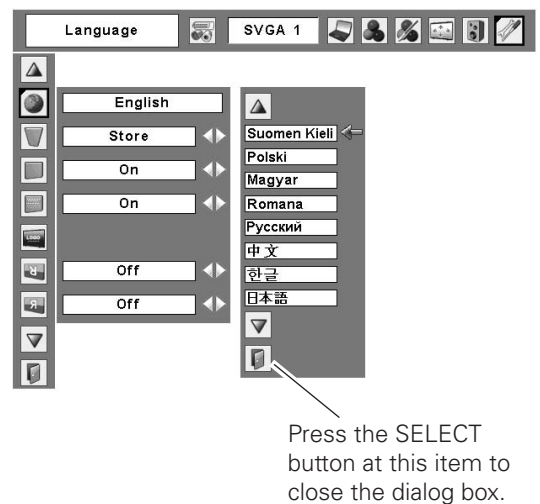 Language SVGA 1
English
Store
On
On
LOGO
R
Off
R
Off
Suomen Kieli
Polski
Magyar
Romana
Русский
中文
한글
日本語
Press the SELECT
button at this item to
close the dialog box.